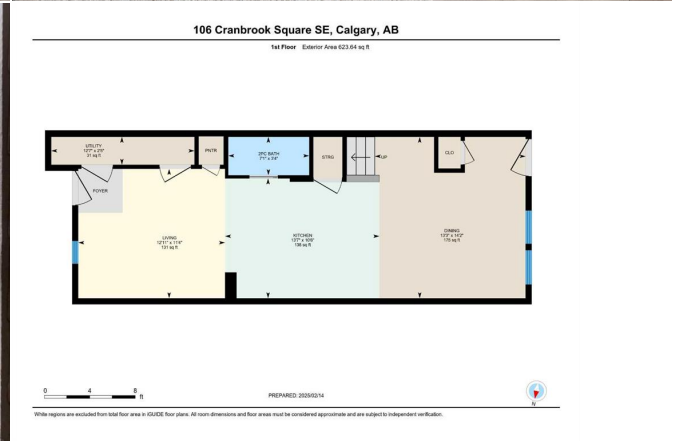 106 Cranbrook Square SE, Calgary, AB
1st Floor Exterior Area 623.64 sq ft
UTILITY
12'7" x 2'6"
31 sq ft
PNTR
2PC BATH
7'1" x 3'4"
STRG
UP
CLO
FOYER
LIVING
12'11" x 11'4"
131 sq ft
KITCHEN
13'7" x 10'6"
138 sq ft
DINING
13'3" x 14'2"
175 sq ft
0 4 8
ft
PREPARED: 2025/02/14
N
White regions are excluded from total floor area in iGUIDE floor plans. All room dimensions and floor areas must be considered approximate and are subject to independent verification.